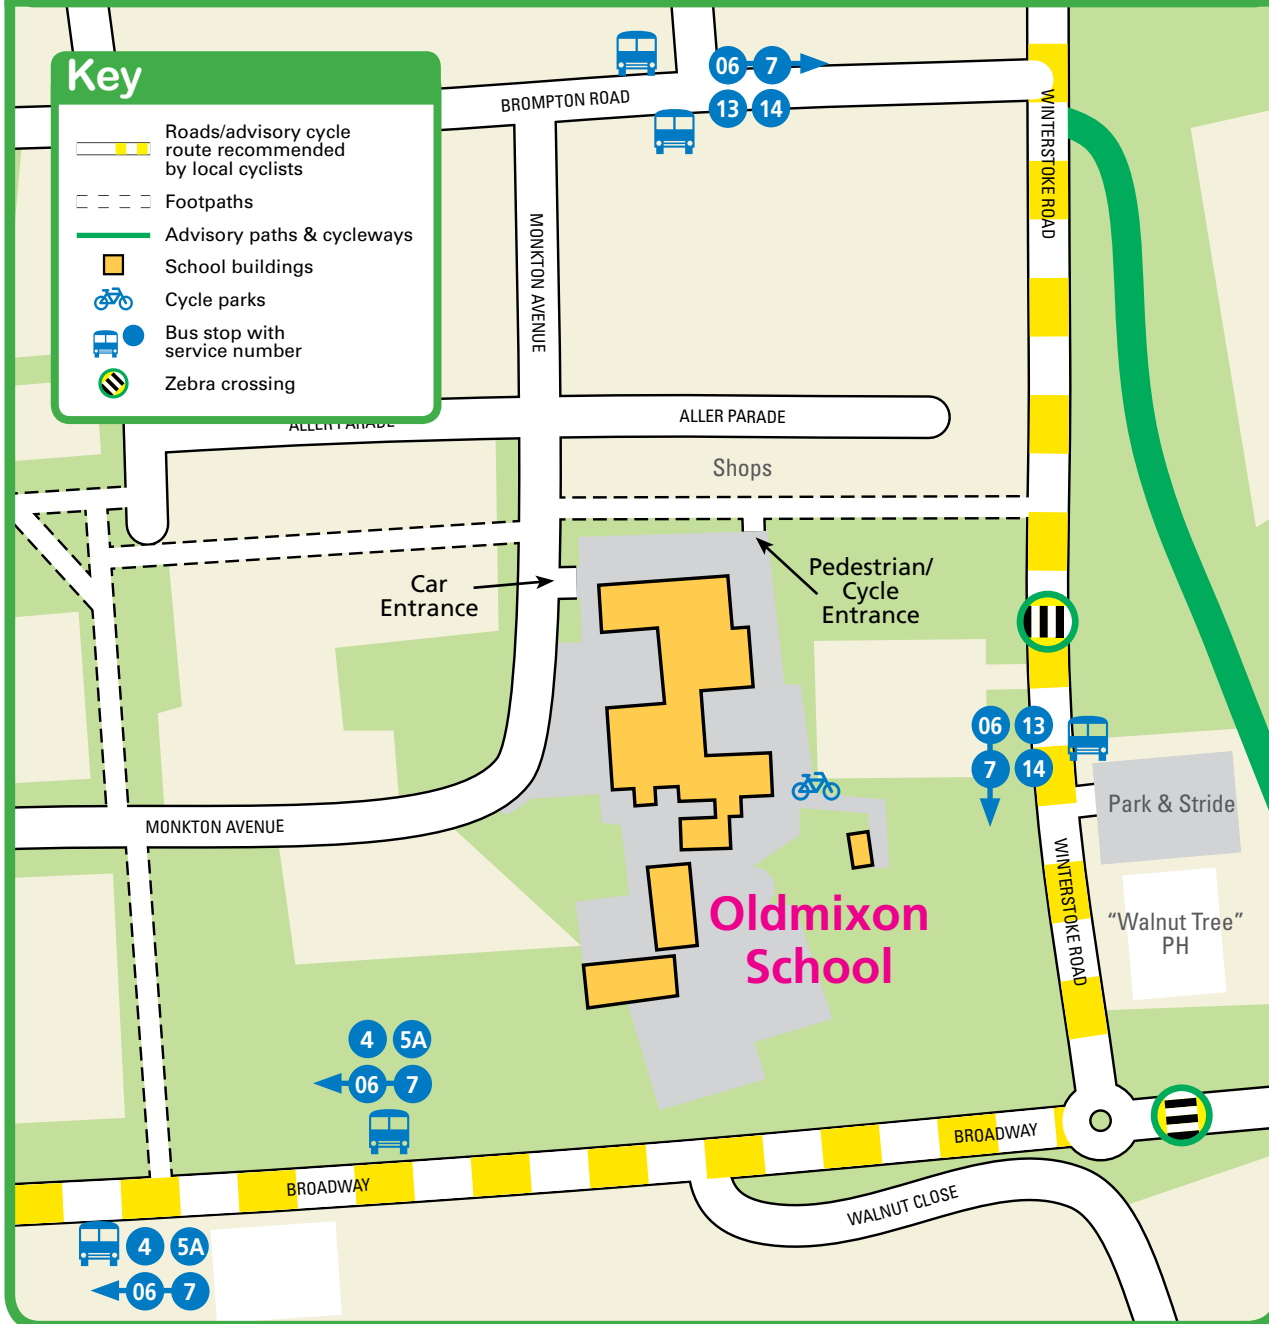 Key
Roads/advisory cycle
route recommended
by local cyclists
Footpaths
Advisory paths & cycleways
School buildings
Cycle parks
Bus stop with
service number
Zebra crossing
BROMPTON ROAD
06 7
13 14
WINTERSTOKE ROAD
MONKTON AVENUE
ALLER PARADE
ALLER PARADE
Shops
Car
Entrance
Pedestrian/
Cycle
Entrance
06 13
7 14
Park & Stride
MONKTON AVENUE
WINTERSTOKE ROAD
"Walnut Tree"
PH
Oldmixon
School
4 5A
06 7
BROADWAY
BROADWAY
WALNUT CLOSE
4 5A
06 7